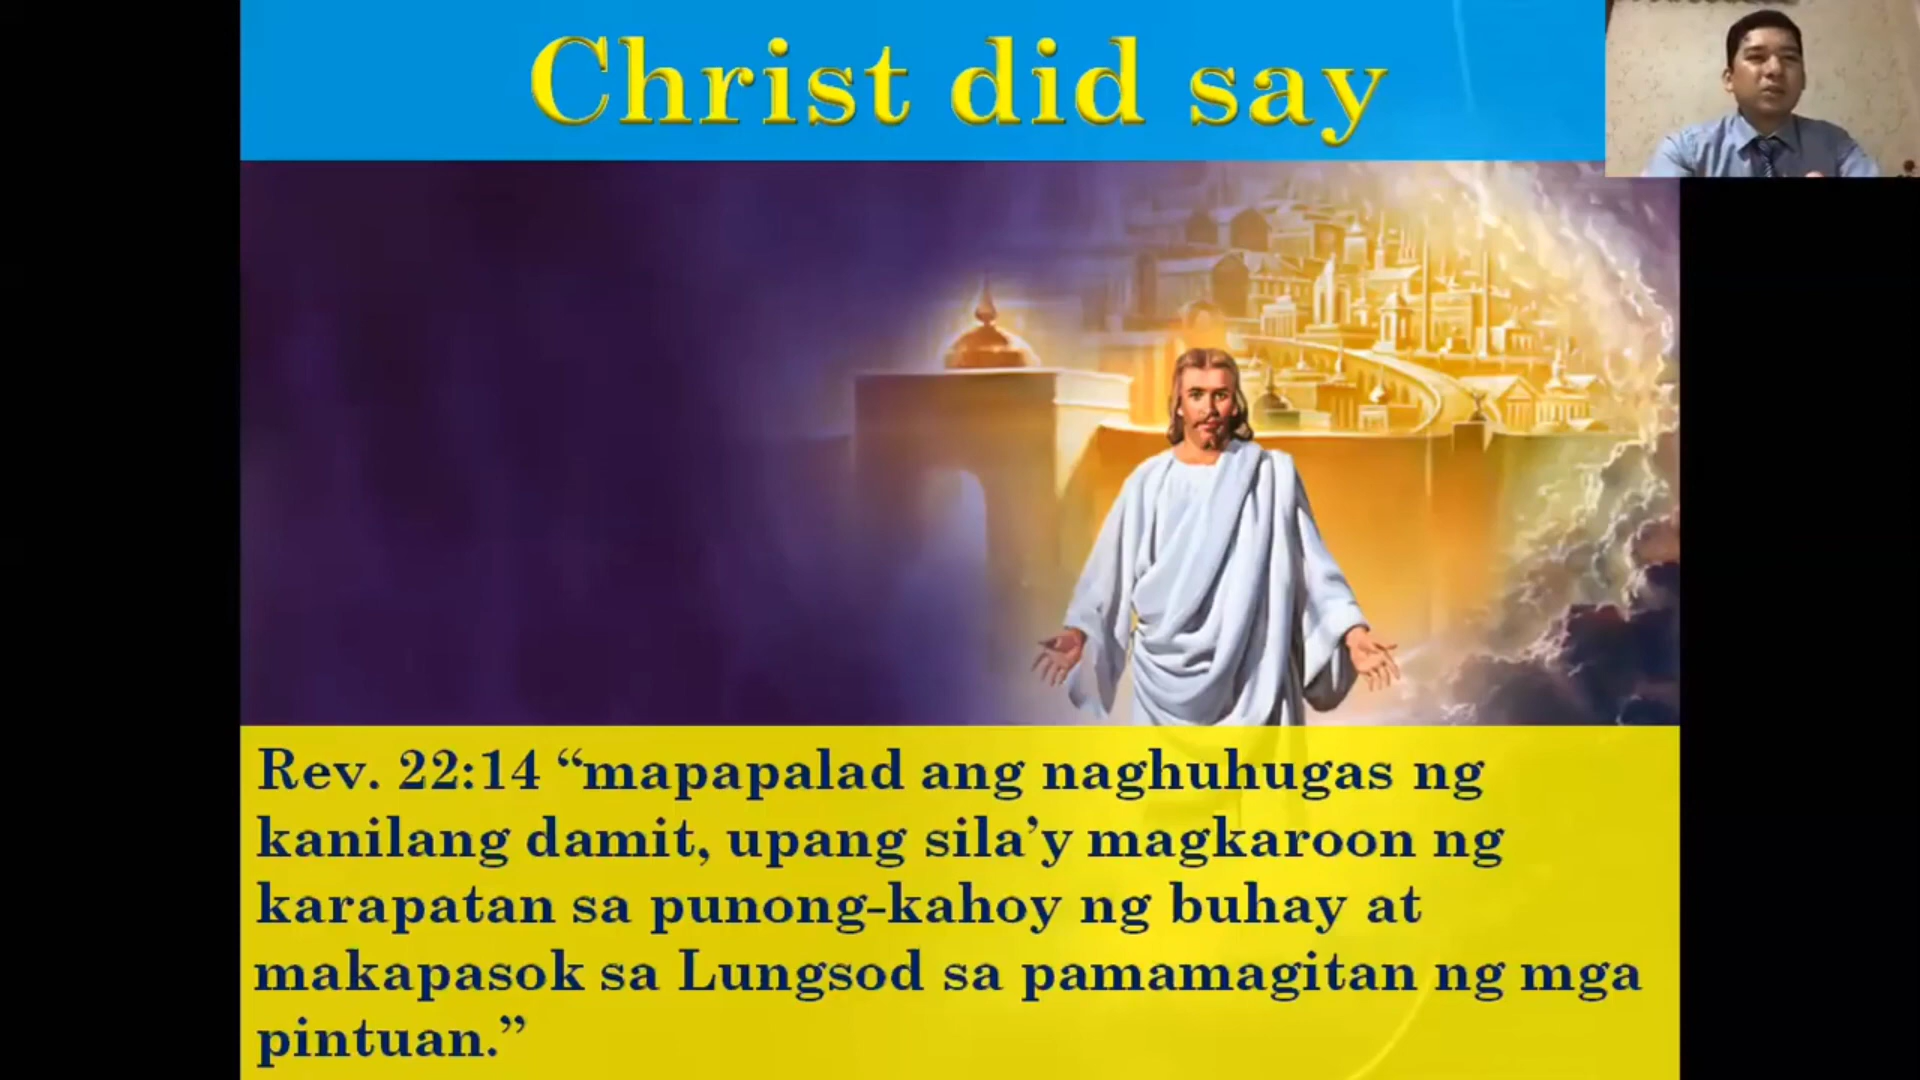 Christ did say
Rev. 22:14 “mapapalad ang naghuhugas ng
kanilang damit, upang sila’y magkaroon ng
karapatan sa punong-kahoy ng buhay at
makapasok sa Lungsod sa pamamagitan ng mga
pintuan.”